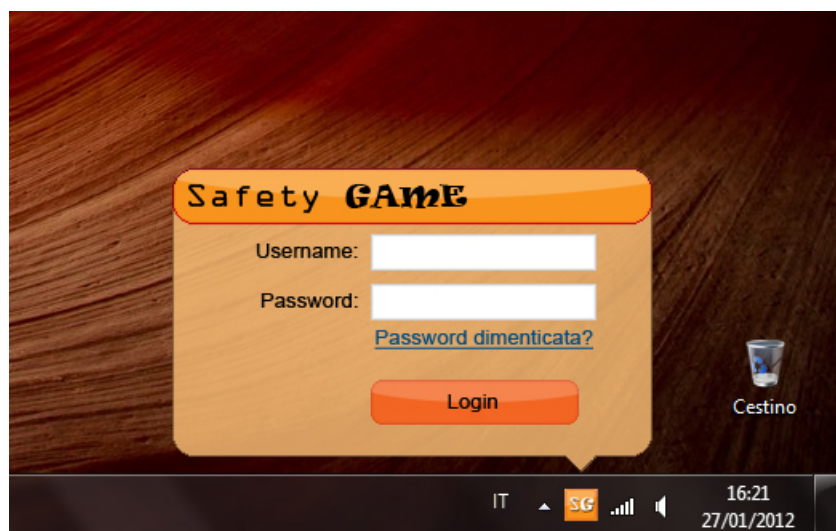 Safety GAME
Username:
Password:
Password dimenticata?
Login
Cestino
IT SG 16:21
27/01/2012